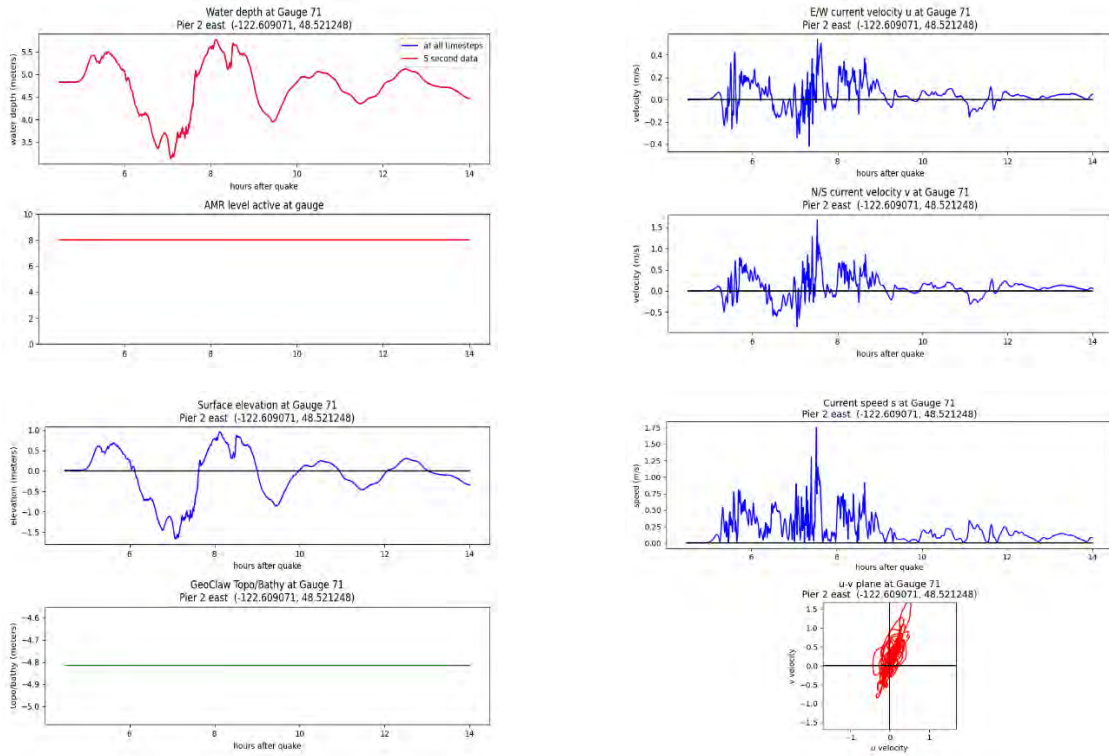 Water depth at Gauge 71
Pier 2 east (-122.609071, 48.521248)
at all timesteps
5 second data
water depth (meters)
5.5
5.0
4.5
4.0
3.5
6 8 10 12 14
hours after quake
AMR level active at gauge
10
8
6
4
2
0
6 8 10 12 14
Surface elevation at Gauge 71
Pier 2 east (-122.609071, 48.521248)
elevation (meters)
1.0
0.5
0.0
−0.5
−1.0
−1.5
6 8 10 12 14
hours after quake
GeoClaw Topo/Bathy at Gauge 71
Pier 2 east (-122.609071, 48.521248)
topo/bathy (meters)
−4.6
−4.7
−4.8
−4.9
−5.0
6 8 10 12 14
hours after quake
E/W current velocity u at Gauge 71
Pier 2 east (-122.609071, 48.521248)
velocity (m/s)
0.4
0.2
0.0
−0.2
−0.4
6 8 10 12 14
hours after quake
N/S current velocity v at Gauge 71
Pier 2 east (-122.609071, 48.521248)
velocity (m/s)
1.5
1.0
0.5
0.0
−0.5
6 8 10 12 14
hours after quake
Current speed s at Gauge 71
Pier 2 east (-122.609071, 48.521248)
speed (m/s)
1.75
1.50
1.25
1.00
0.75
0.50
0.25
0.00
6 8 10 12 14
hours after quake
u-v plane at Gauge 71
Pier 2 east (-122.609071, 48.521248)
v velocity
1.5
1.0
0.5
0.0
−0.5
−1.0
−1.5
−1 0 1
u velocity